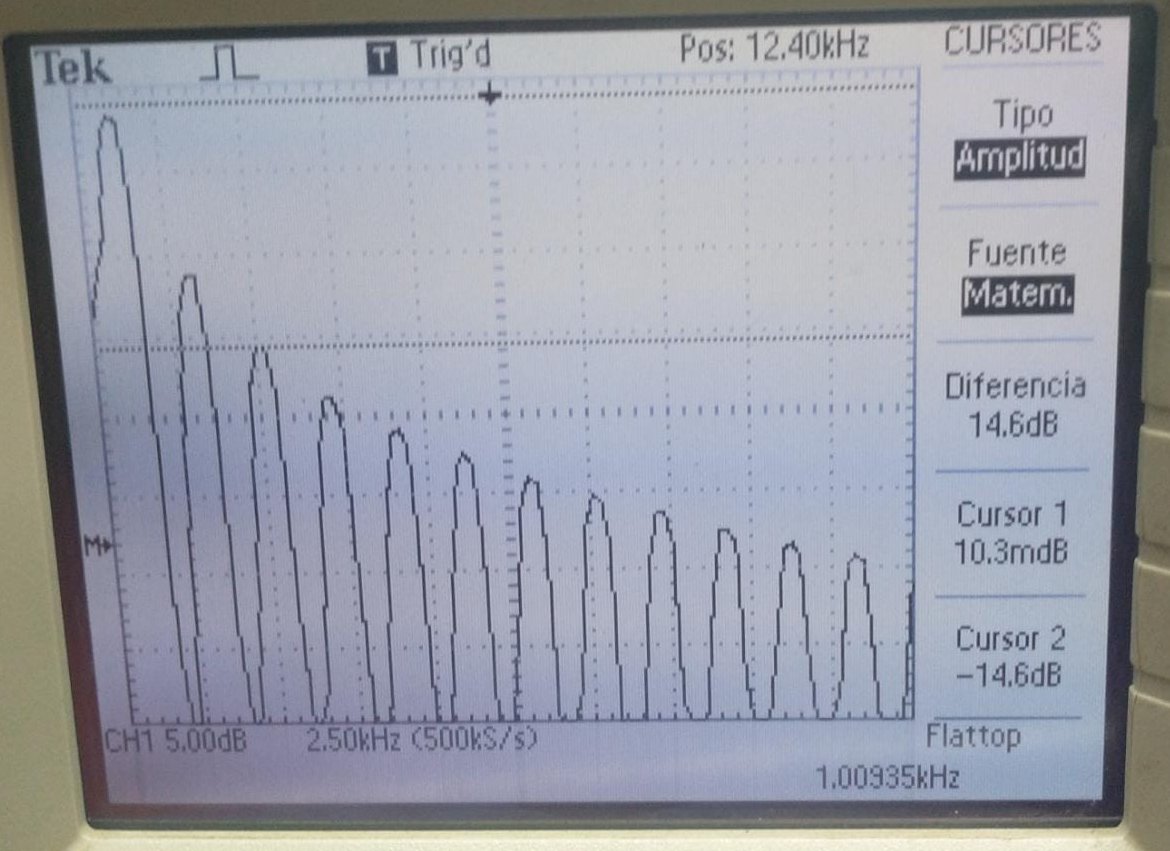 Tek
T Trig'd
Pos: 12.40kHz
CURSORES
Tipo
Amplitud
Fuente
Matem.
Diferencia
14.6dB
Cursor 1
10.3mdB
Cursor 2
-14.6dB
M
CH1 5.00dB
2.50kHz (500kS/s)
Flattop
1.00935kHz